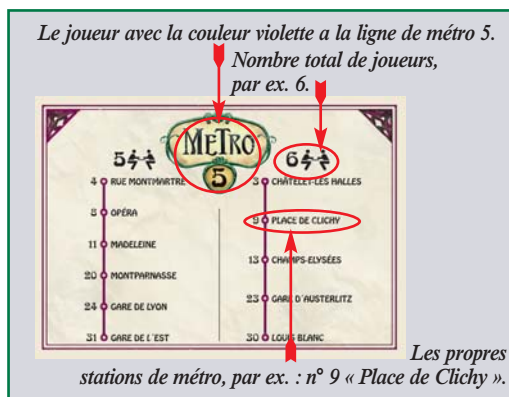 Le joueur avec la couleur violette a la ligne de métro 5.
Nombre total de joueurs,
par ex. 6.
METRO
5
5
4 RUE MONTMARTRE
8 OPÉRA
11 MADELEINE
20 MONTPARNASSE
24 GARE DE LYON
31 GARE DE L'EST
6
3 CHÂTELET-LES HALLES
9 PLACE DE CLICHY
13 CHAMPS-ELYSÉES
23 GARE D'AUSTERLITZ
30 LOUIS BLANC
Les propres
stations de métro, par ex. : n° 9 « Place de Clichy ».